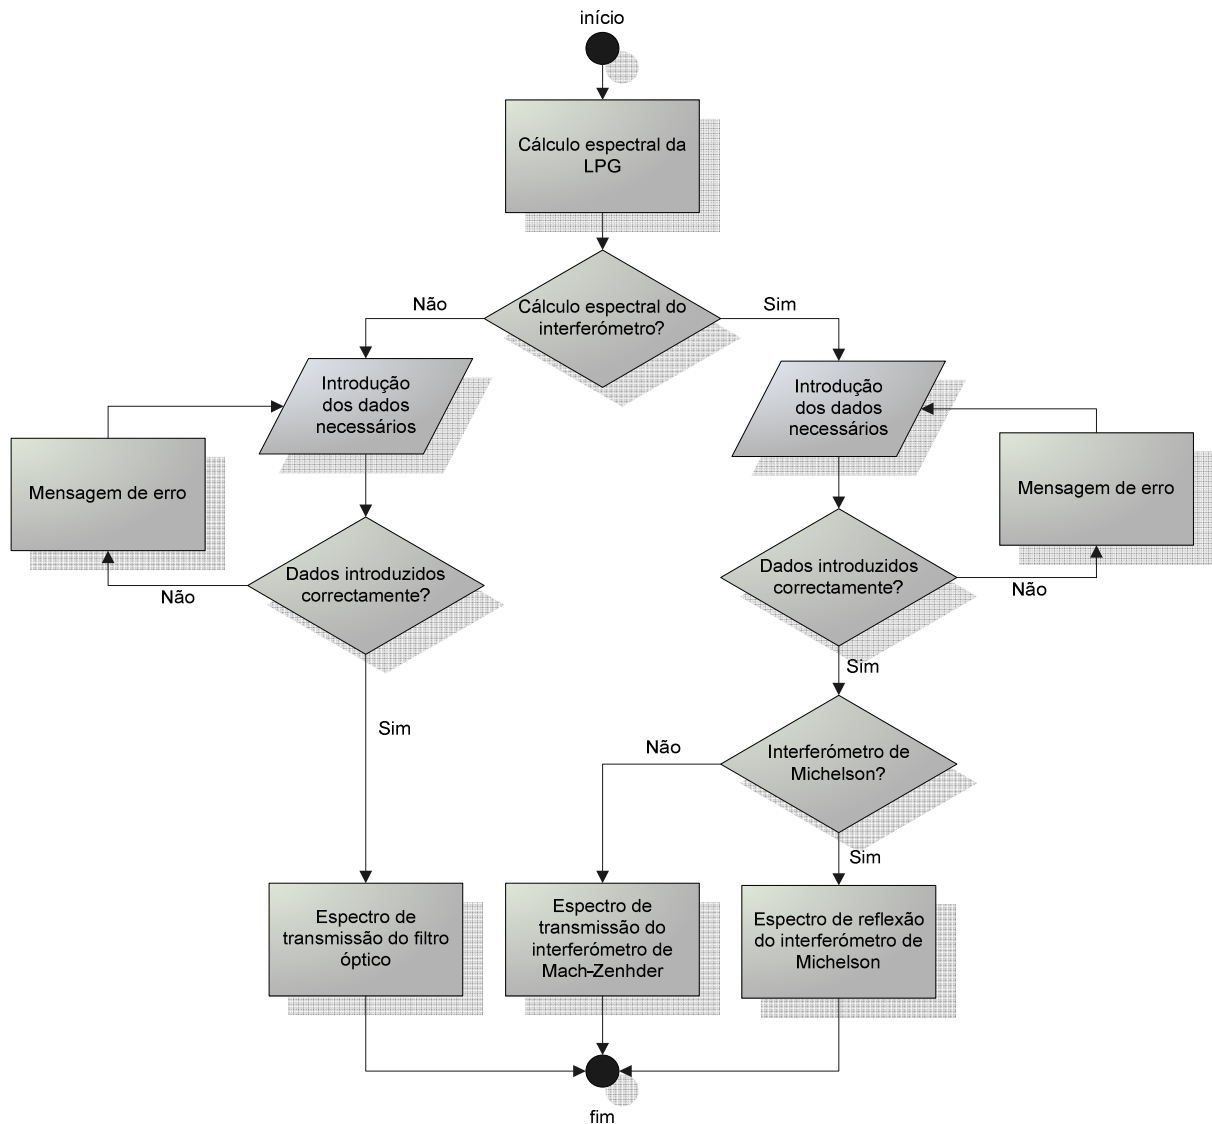 início
Cálculo espectral da
LPG
Cálculo espectral do
interferómetro?
Não
Sim
Introdução
dos dados
necessários
Introdução
dos dados
necessários
Mensagem de erro
Mensagem de erro
Dados introduzidos
correctamente?
Não
Dados introduzidos
correctamente?
Não
Sim
Sim
Interferómetro de
Michelson?
Não
Sim
Espectro de
transmissão do filtro
óptico
Espectro de
transmissão do
interferómetro de
Mach-Zenhder
Espectro de reflexão
do interferómetro de
Michelson
fim